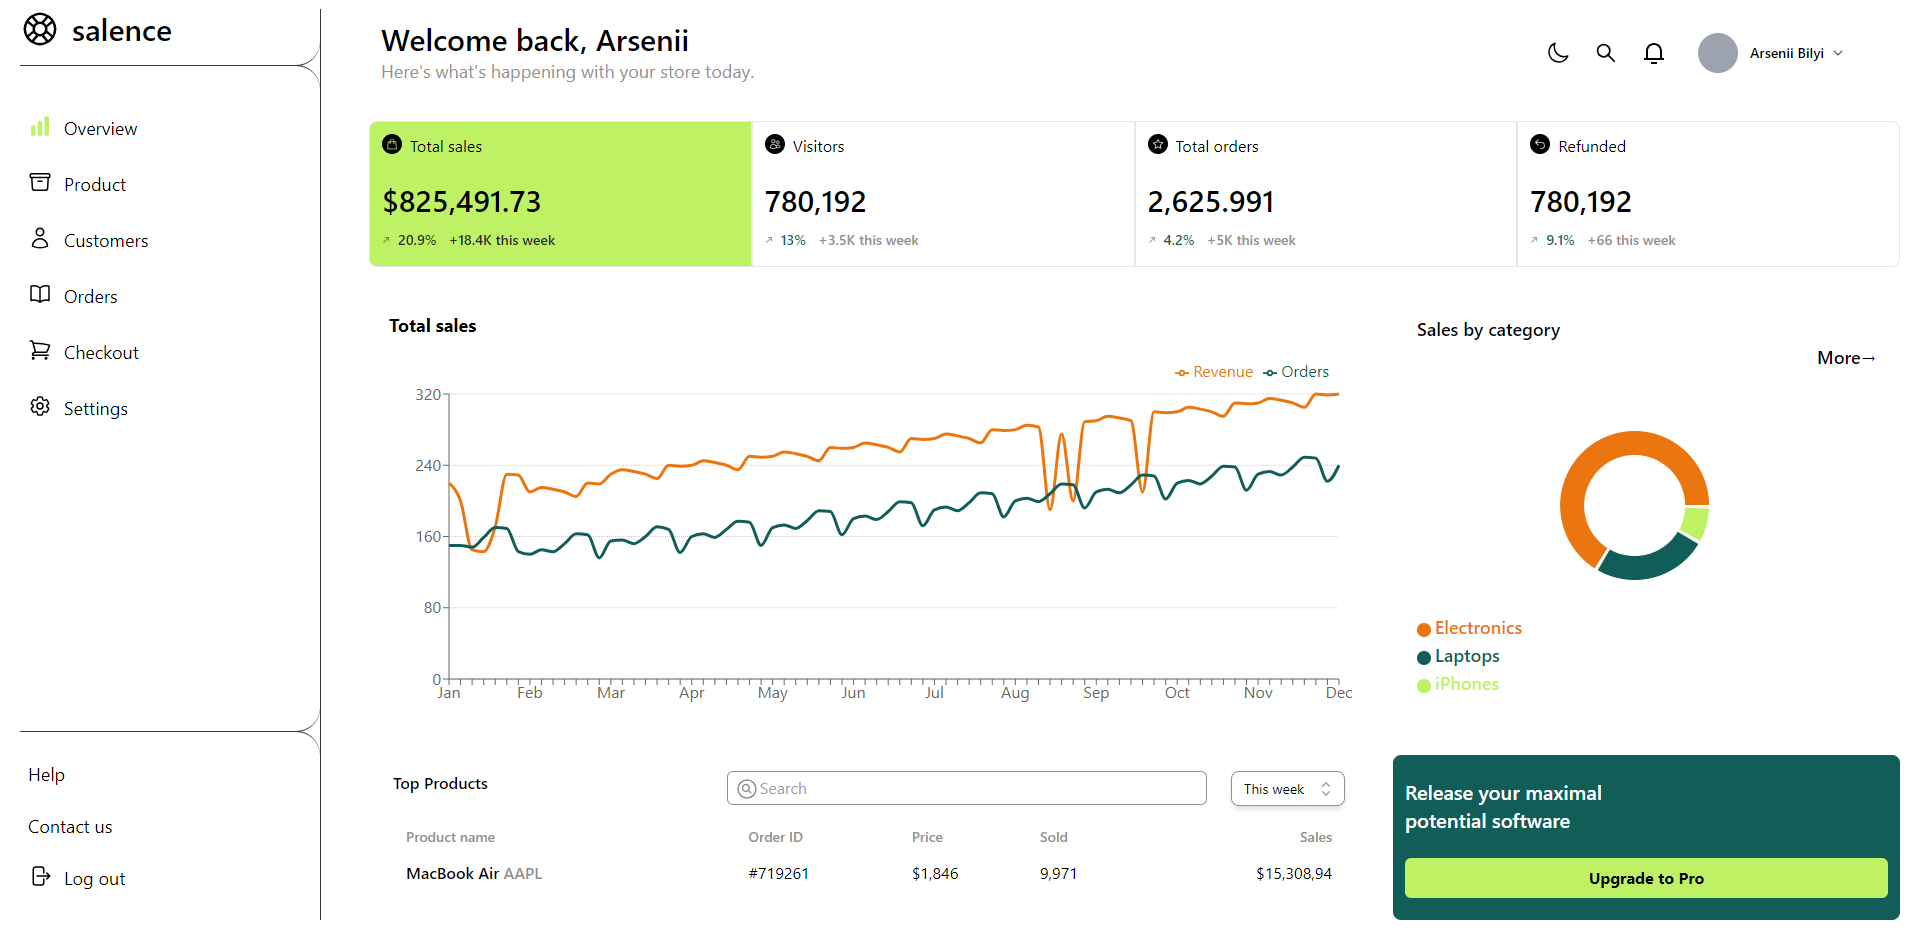 salence
Overview
Product
Customers
Orders
Checkout
Settings
Help
Contact us
Log out
Welcome back, Arsenii
Here's what's happening with your store today.
Arsenii Bilyi
Total sales
$825,491.73
20.9% +18.4K this week
Visitors
780,192
13% +3.5K this week
Total orders
2,625.991
4.2% +5K this week
Refunded
780,192
9.1% +66 this week
Total sales
Revenue Orders
320
240
160
80
0
Jan Feb Mar Apr May Jun Jul Aug Sep Oct Nov Dec
Sales by category
More→
Electronics
Laptops
iPhones
Top Products
Search
This week
Product name Order ID Price Sold Sales
MacBook Air AAPL #719261 $1,846 9,971 $15,308,94
Release your maximal
potential software
Upgrade to Pro